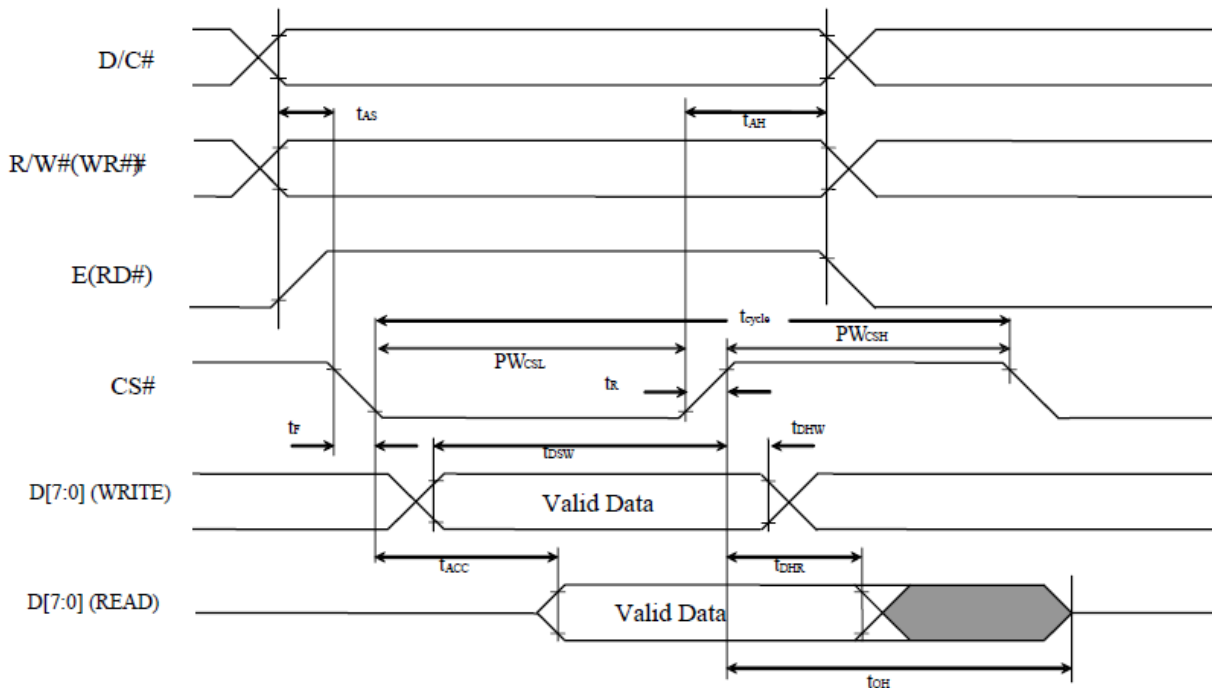 D/C#
tAS
tAH
R/W#(WR##)
E(RD#)
tcycle
PWCSL
PWCSH
CS#
tR
tF
tDSW
tDHW
D[7:0] (WRITE)
Valid Data
tACC
tDHR
D[7:0] (READ)
Valid Data
tOH